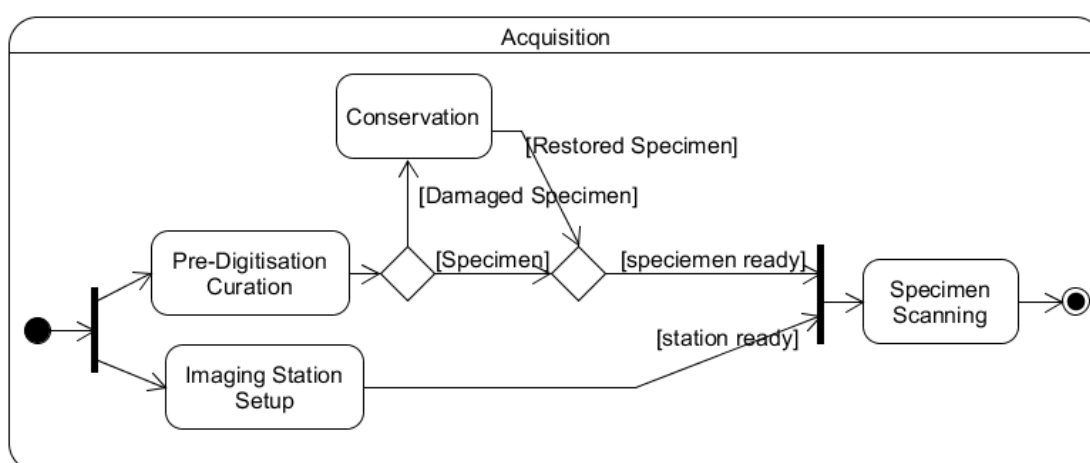 Acquisition
Conservation
[Restored Specimen]
[Damaged Specimen]
Pre-Digitisation
Curation
[Specimen]
[speciemen ready]
Specimen
Scanning
[station ready]
Imaging Station
Setup